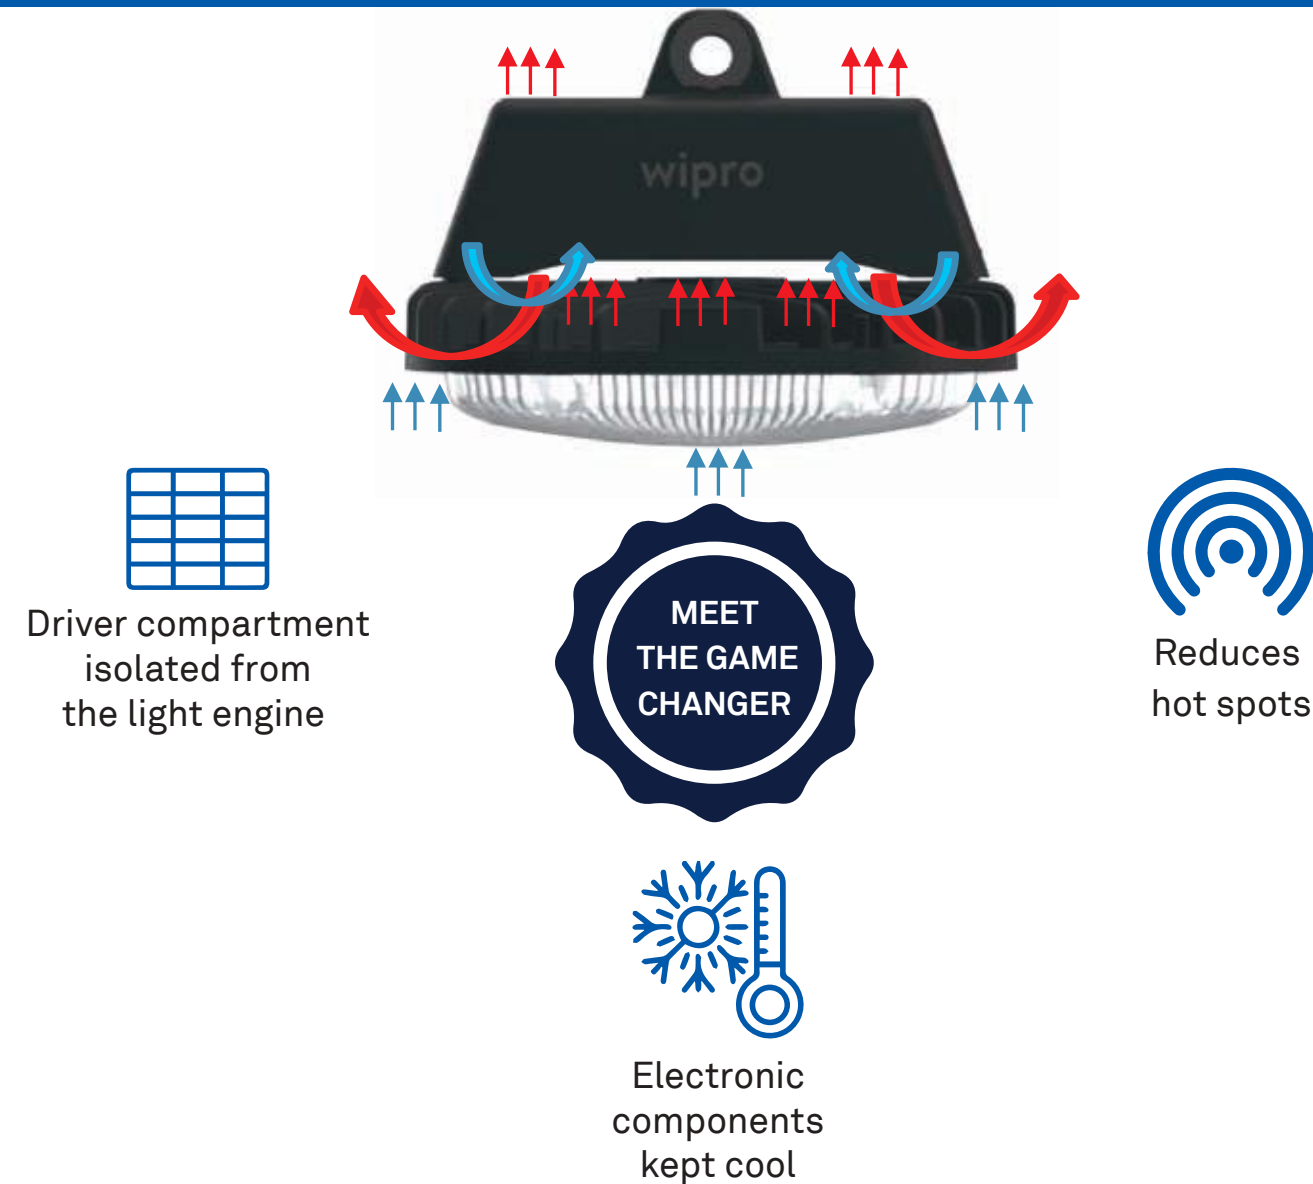 wipro
Driver compartment
isolated from
the light engine
MEET
THE GAME
CHANGER
Reduces
hot spots
Electronic
components
kept cool